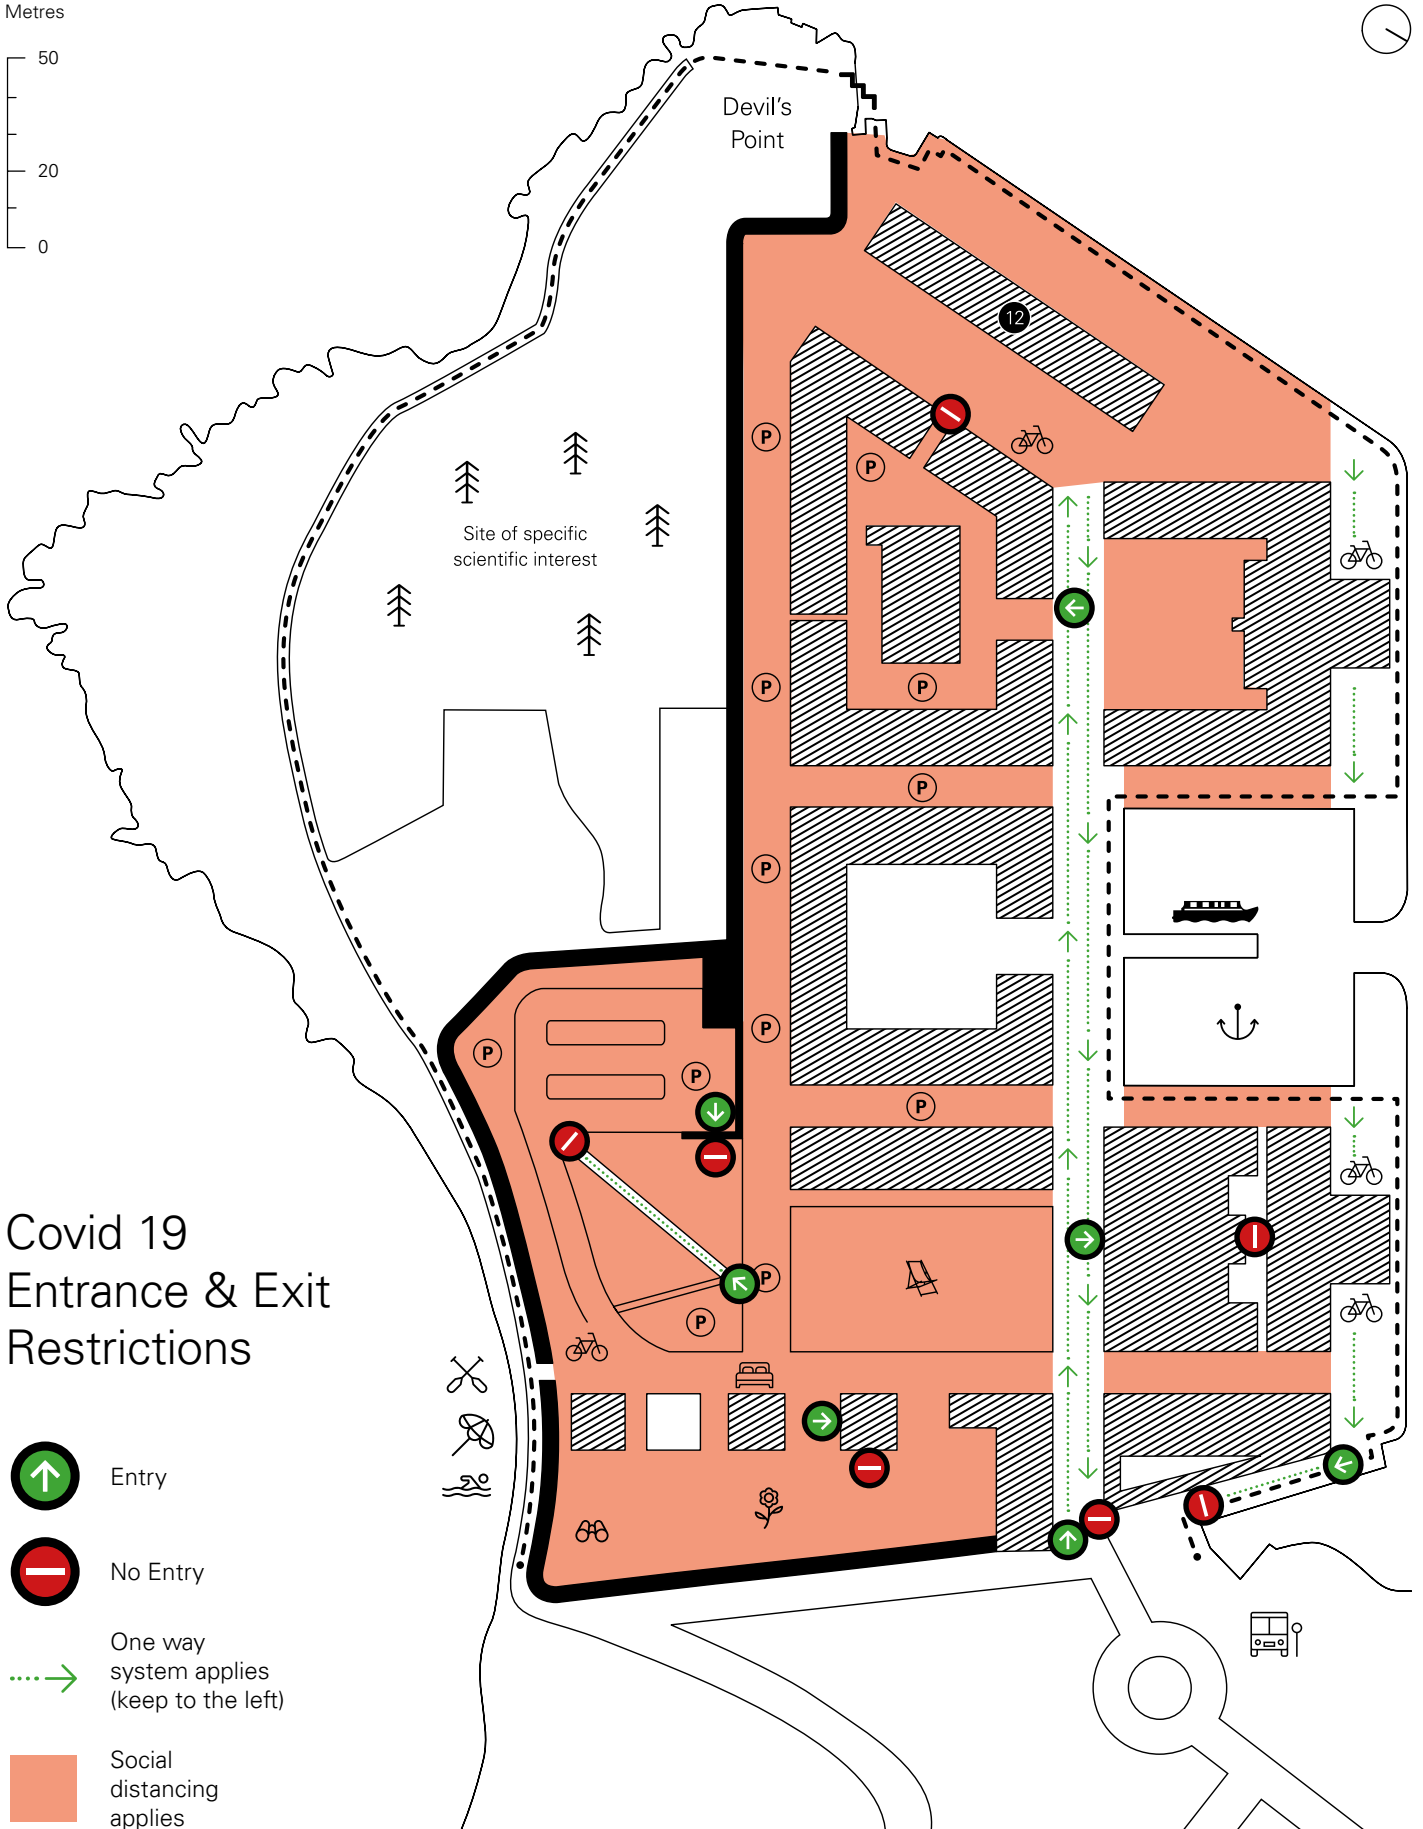 Metres
50
20
0
Devil's
Point
12
P
P
Site of specific
scientific interest
P
P
P
P
P
P
P
P
P
P
P
Covid 19
Entrance & Exit
Restrictions
Entry
No Entry
One way
system applies
(keep to the left)
Social
distancing
applies